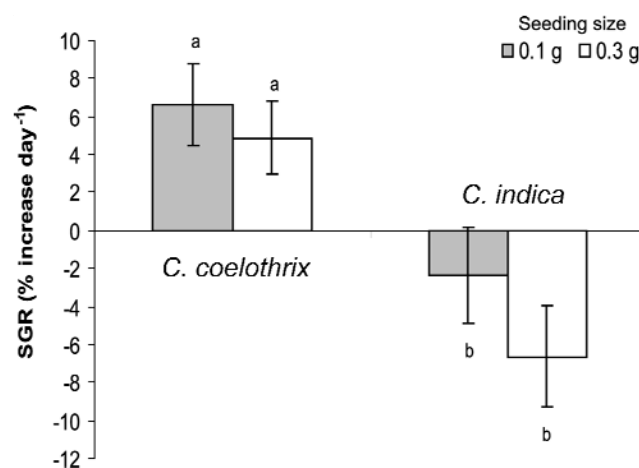 Seeding size
0.1 g 0.3 g
SGR (% increase day⁻¹)
10
8
6
4
2
0
-2
-4
-6
-8
-10
-12
a
a
C. coelothrix
C. indica
b
b